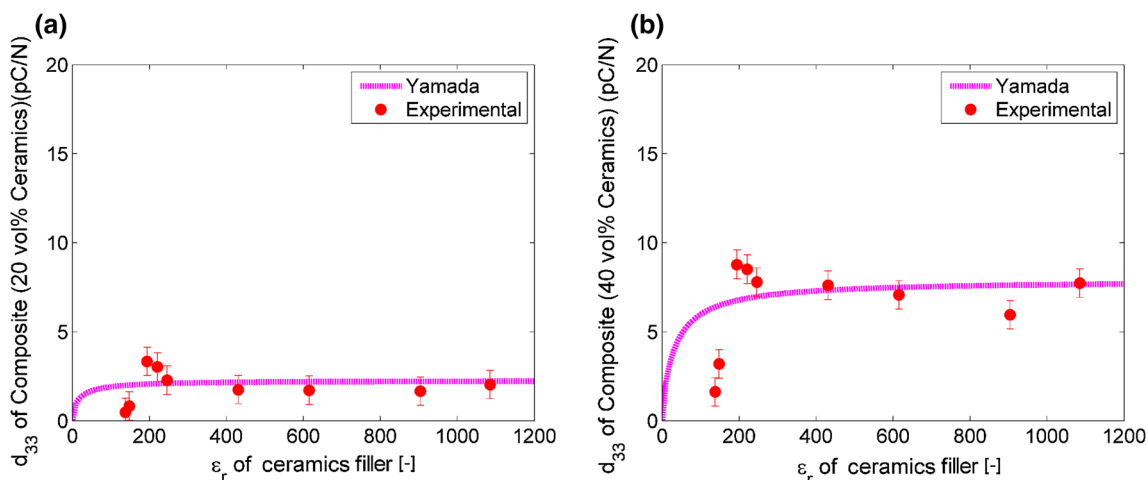 (a)
d33 of Composite (20 vol% Ceramics)(pC/N)
20
15
10
5
0
Yamada
Experimental
0 200 400 600 800 1000 1200
εr of ceramics filler [-]
(b)
d33 of Composite (40 vol% Ceramics) (pC/N)
20
15
10
5
0
Yamada
Experimental
0 200 400 600 800 1000 1200
εr of ceramics filler [-]